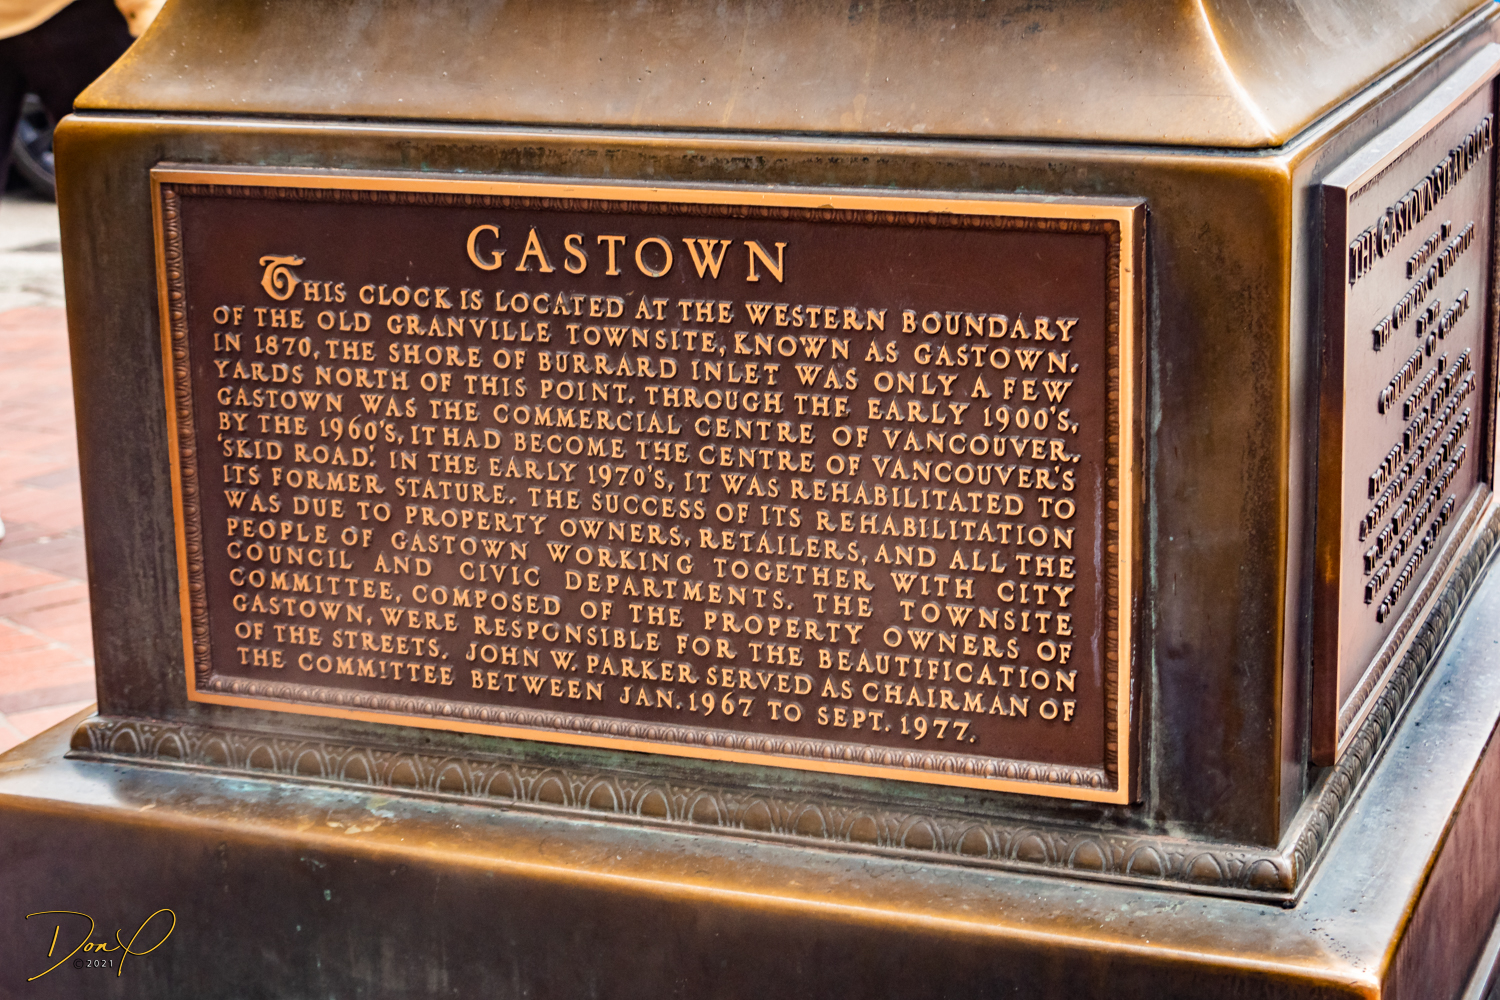 GASTOWN
THIS CLOCK IS LOCATED AT THE WESTERN BOUNDARY
OF THE OLD GRANVILLE TOWNSITE, KNOWN AS GASTOWN.
IN 1870, THE SHORE OF BURRARD INLET WAS ONLY A FEW
YARDS NORTH OF THIS POINT. THROUGH THE EARLY 1900'S,
GASTOWN WAS THE COMMERCIAL CENTRE OF VANCOUVER.
BY THE 1960'S, IT HAD BECOME THE CENTRE OF VANCOUVER'S
'SKID ROAD'. IN THE EARLY 1970'S, IT WAS REHABILITATED TO
ITS FORMER STATURE. THE SUCCESS OF ITS REHABILITATION
WAS DUE TO PROPERTY OWNERS, RETAILERS, AND ALL THE
PEOPLE OF GASTOWN WORKING TOGETHER WITH CITY
COUNCIL AND CIVIC DEPARTMENTS. THE TOWNSITE
COMMITTEE, COMPOSED OF THE PROPERTY OWNERS OF
GASTOWN, WERE RESPONSIBLE FOR THE BEAUTIFICATION
OF THE STREETS. JOHN W. PARKER SERVED AS CHAIRMAN OF
THE COMMITTEE BETWEEN JAN. 1967 TO SEPT. 1977.
THE GASTOWN STEAM CLOCK
Don P
©2021